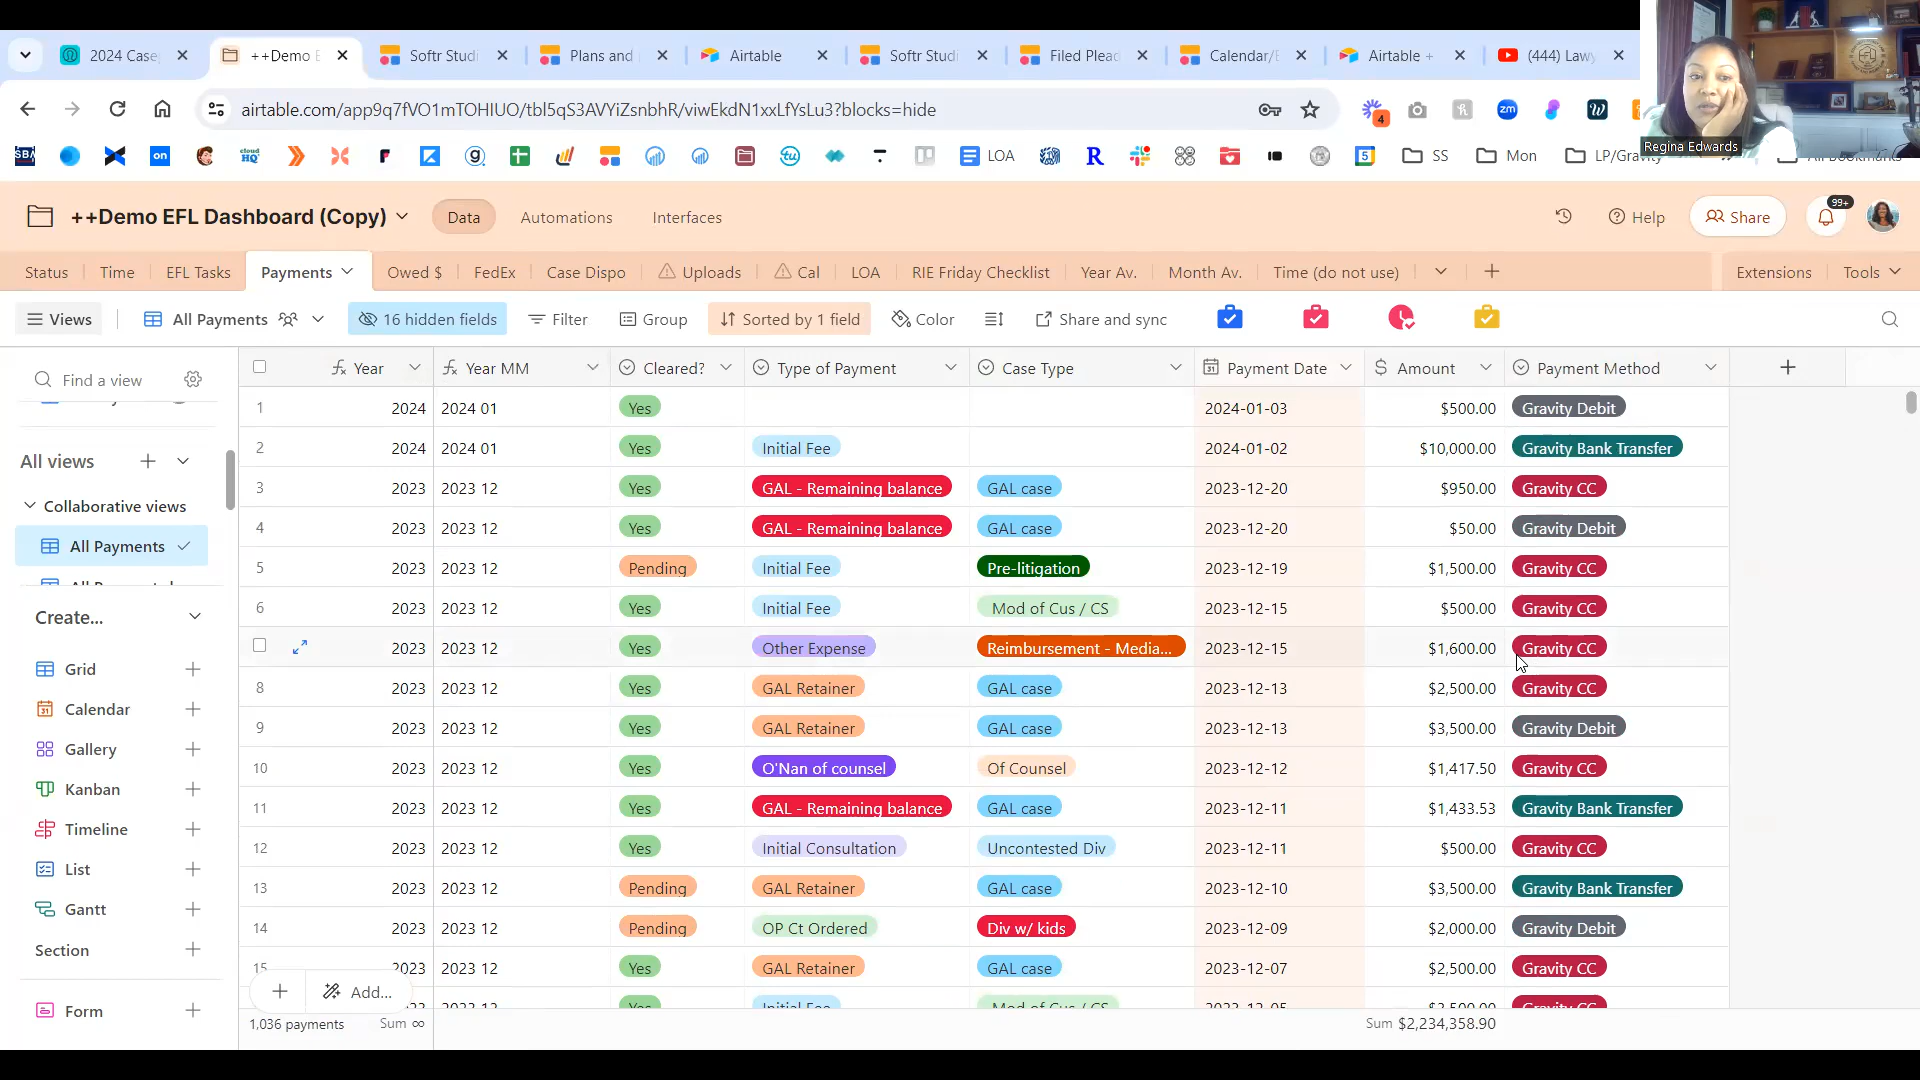 2024 Case
++Demo E
Softr Studi
Plans and
Airtable
Softr Studi
Filed Plead
Calendar/E
Airtable +
(444) Lawy
airtable.com/app9q7fVO1mTOHIUO/tbl5qS3AVYiZsnbhR/viwEkdN1xxLfYsLu3?blocks=hide
4
zm
Regina Edwards
SBA
on
cloudHQ
LOA
R
5
SS
Mon
LP/Gravity
All Bookmarks
++Demo EFL Dashboard (Copy)
Data
Automations
Interfaces
Help
Share
99+
Status
Time
EFL Tasks
Payments
Owed $
FedEx
Case Dispo
Uploads
Cal
LOA
RIE Friday Checklist
Year Av.
Month Av.
Time (do not use)
Extensions
Tools
Views
All Payments
16 hidden fields
Filter
Group
Sorted by 1 field
Color
Share and sync
Find a view
All views
Collaborative views
All Payments
Create...
Grid
Calendar
Gallery
Kanban
Timeline
List
Gantt
Section
Form
Year Year MM Cleared? Type of Payment Case Type Payment Date Amount Payment Method
1 2024 2024 01 Yes 2024-01-03 $500.00 Gravity Debit
2 2024 2024 01 Yes Initial Fee 2024-01-02 $10,000.00 Gravity Bank Transfer
3 2023 2023 12 Yes GAL - Remaining balance GAL case 2023-12-20 $950.00 Gravity CC
4 2023 2023 12 Yes GAL - Remaining balance GAL case 2023-12-20 $50.00 Gravity Debit
5 2023 2023 12 Pending Initial Fee Pre-litigation 2023-12-19 $1,500.00 Gravity CC
6 2023 2023 12 Yes Initial Fee Mod of Cus / CS 2023-12-15 $500.00 Gravity CC
2023 2023 12 Yes Other Expense Reimbursement - Media... 2023-12-15 $1,600.00 Gravity CC
8 2023 2023 12 Yes GAL Retainer GAL case 2023-12-13 $2,500.00 Gravity CC
9 2023 2023 12 Yes GAL Retainer GAL case 2023-12-13 $3,500.00 Gravity Debit
10 2023 2023 12 Yes O'Nan of counsel Of Counsel 2023-12-12 $1,417.50 Gravity CC
11 2023 2023 12 Yes GAL - Remaining balance GAL case 2023-12-11 $1,433.53 Gravity Bank Transfer
12 2023 2023 12 Yes Initial Consultation Uncontested Div 2023-12-11 $500.00 Gravity CC
13 2023 2023 12 Pending GAL Retainer GAL case 2023-12-10 $3,500.00 Gravity Bank Transfer
14 2023 2023 12 Pending OP Ct Ordered Div w/ kids 2023-12-09 $2,000.00 Gravity Debit
15 2023 2023 12 Yes GAL Retainer GAL case 2023-12-07 $2,500.00 Gravity CC
Add...
1,036 payments
Sum ∞
Sum $2,234,358.90